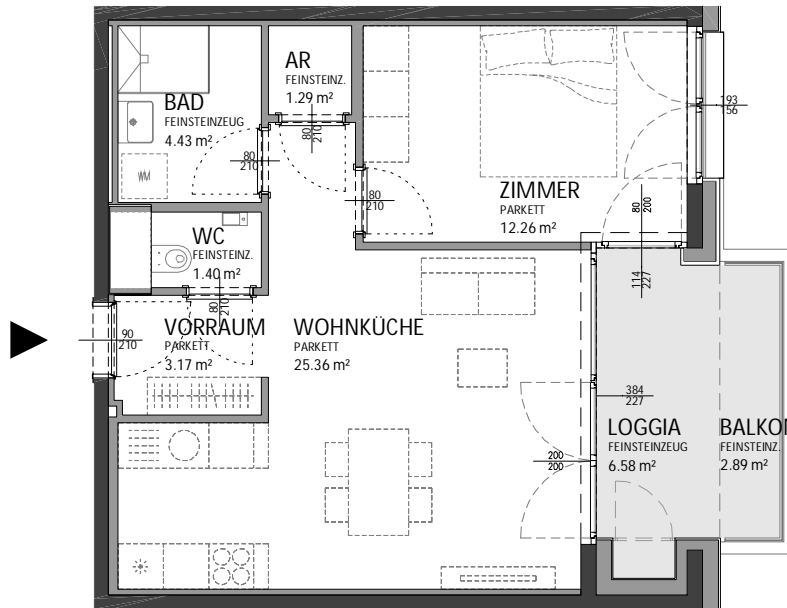 AR
FEINSTEINZ.
1.29 m²
BAD
FEINSTEINZEUG
4.43 m²
193
156
80
210
80
210
WM
ZIMMER
PARKETT
12.26 m²
80
210
80
200
WC
FEINSTEINZ.
1.40 m²
114
227
80
210
90
210
VORRAUM
PARKETT
3.17 m²
WOHNKÜCHE
PARKETT
25.36 m²
384
227
LOGGIA
FEINSTEINZEUG
6.58 m²
BALKON
FEINSTEINZ.
2.89 m²
200
200